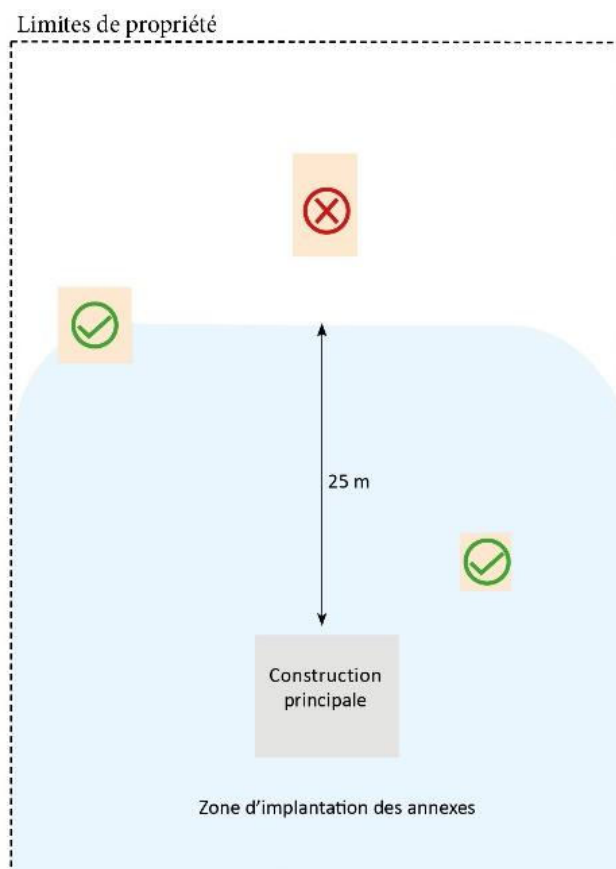 Limites de propriété
25 m
Construction
principale
Zone d'implantation des annexes